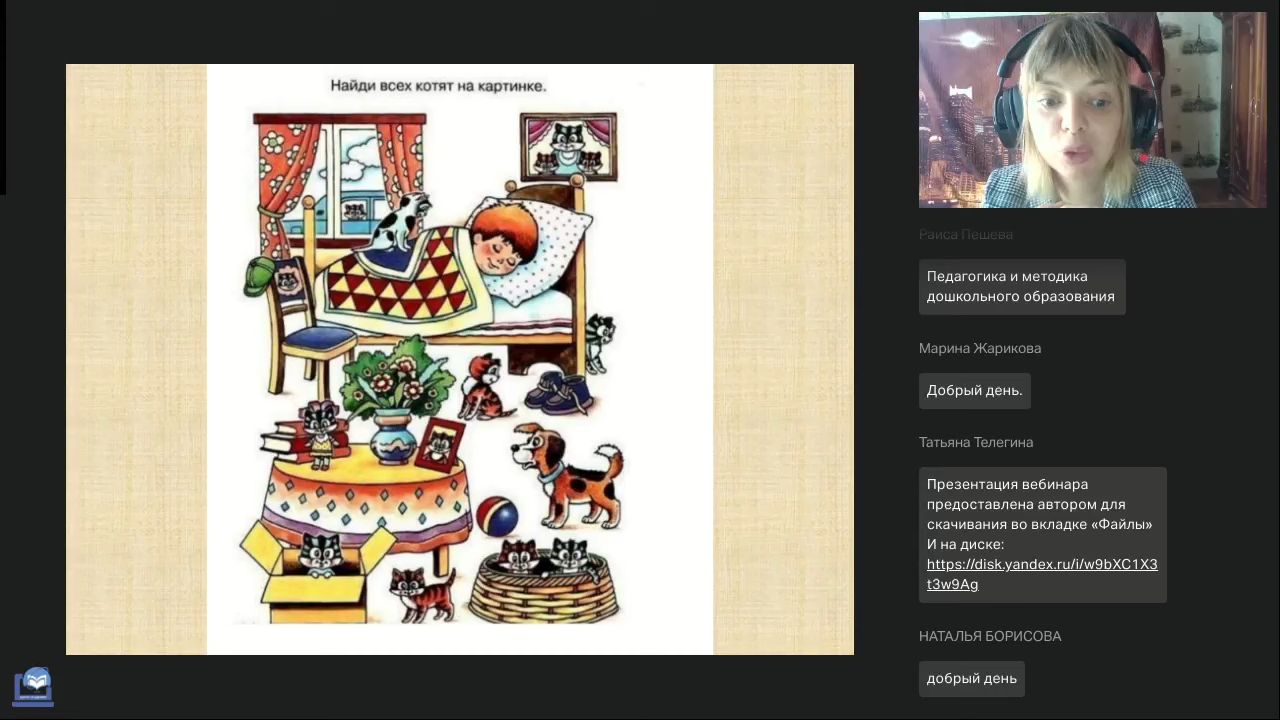 Найди всех котят на картинке.
Раиса Пешева
Педагогика и методика
дошкольного образования
Марина Жарикова
Добрый день.
Татьяна Телегина
Презентация вебинара
предоставлена автором для
скачивания во вкладке «Файлы»
И на диске:
https://disk.yandex.ru/i/w9bXC1X3
t3w9Ag
НАТАЛЬЯ БОРИСОВА
добрый день